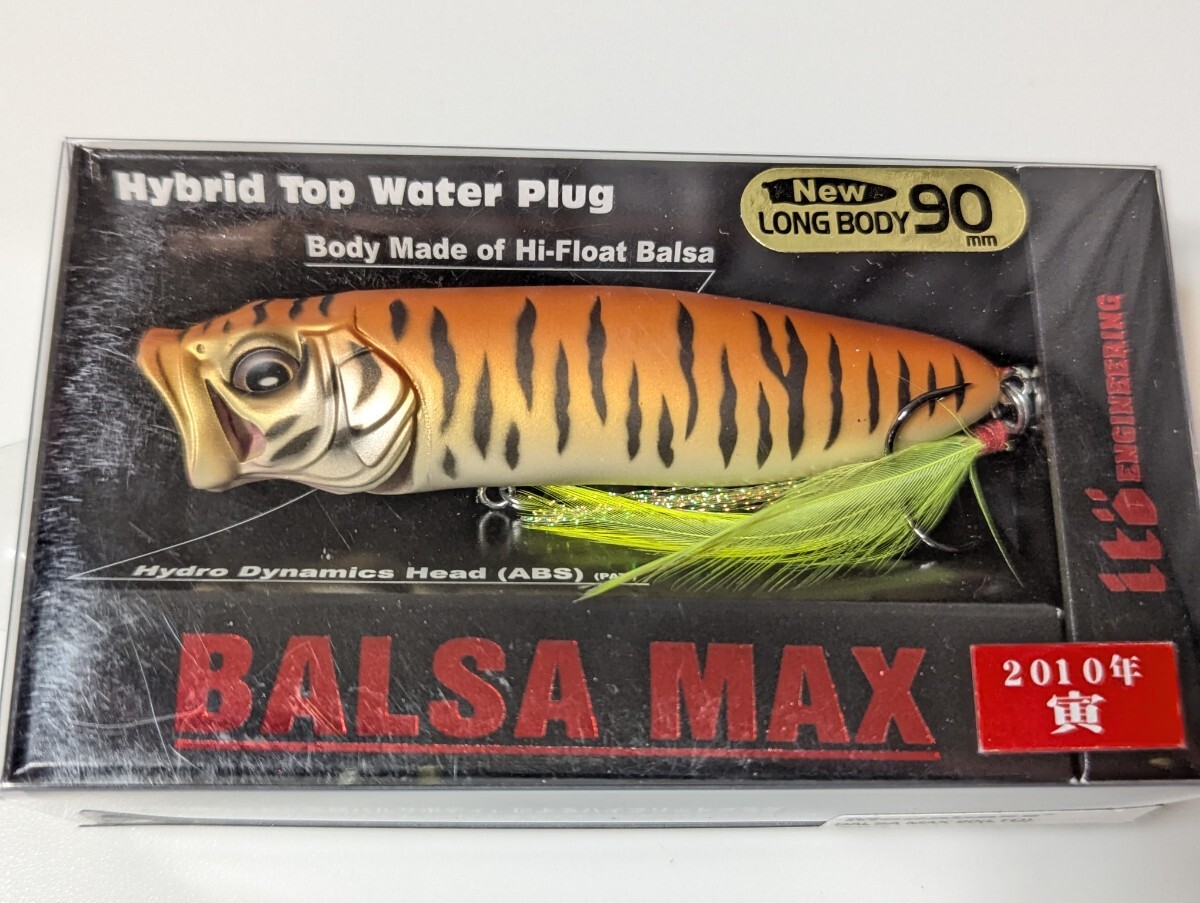 Hybrid Top Water Plug
New
LONG BODY 90
mm
Body Made of Hi-Float Balsa
Ito ENGINEERING
Hydro Dynamics Head (ABS)
BALSA MAX
2010年
寅